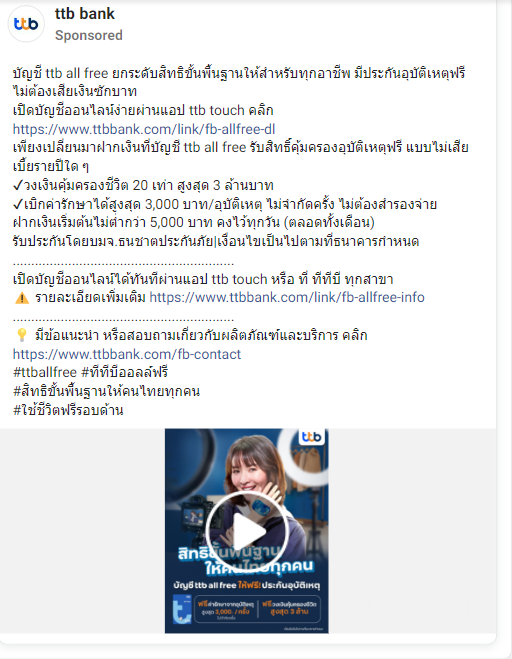 ttb bank
ttb
Sponsored
บัญชี ttb all free ยกระดับสิทธิขั้นพื้นฐานให้สำหรับทุกอาชีพ มีประกันอุบัติเหตุฟรี
ไม่ต้องเสียเงินซักบาท
เปิดบัญชีออนไลน์ง่ายผ่านแอป ttb touch คลิก
https://www.ttbbank.com/link/fb-allfree-dl
เพียงเปลี่ยนมาฝากเงินที่บัญชี ttb all free รับสิทธิ์คุ้มครองอุบัติเหตุฟรี แบบไม่เสีย
เบี้ยรายปีใด ๆ
✓วงเงินคุ้มครองชีวิต 20 เท่า สูงสุด 3 ล้านบาท
✓เบิกค่ารักษาได้สูงสุด 3,000 บาท/อุบัติเหตุ ไม่จำกัดครั้ง ไม่ต้องสำรองจ่าย
ฝากเงินเริ่มต้นไม่ต่ำกว่า 5,000 บาท คงไว้ทุกวัน (ตลอดทั้งเดือน)
รับประกันโดยบมจ.ธนชาตประกันภัย|เงื่อนไขเป็นไปตามที่ธนาคารกำหนด
............................................................
เปิดบัญชีออนไลน์ได้ทันทีผ่านแอป ttb touch หรือ ที่ ทีทีบี ทุกสาขา
⚠️ รายละเอียดเพิ่มเติม https://www.ttbbank.com/link/fb-allfree-info
............................................................
💡 มีข้อแนะนำ หรือสอบถามเกี่ยวกับผลิตภัณฑ์และบริการ คลิก
https://www.ttbbank.com/fb-contact
#ttballfree #ทีทีบีออลล์ฟรี
#สิทธิขั้นพื้นฐานให้คนไทยทุกคน
#ใช้ชีวิตฟรีรอบด้าน
ttb
สิทธิขั้นพื้นฐาน
ให้คนไทยทุกคน
บัญชี ttb all free ให้ฟรี! ประกันอุบัติเหตุ
ฟรี ค่ารักษาจากอุบัติเหตุ
สูงสุด 3,000.- / ครั้ง
ฟรี วงเงินคุ้มครองชีวิต
สูงสุด 3 ล้าน